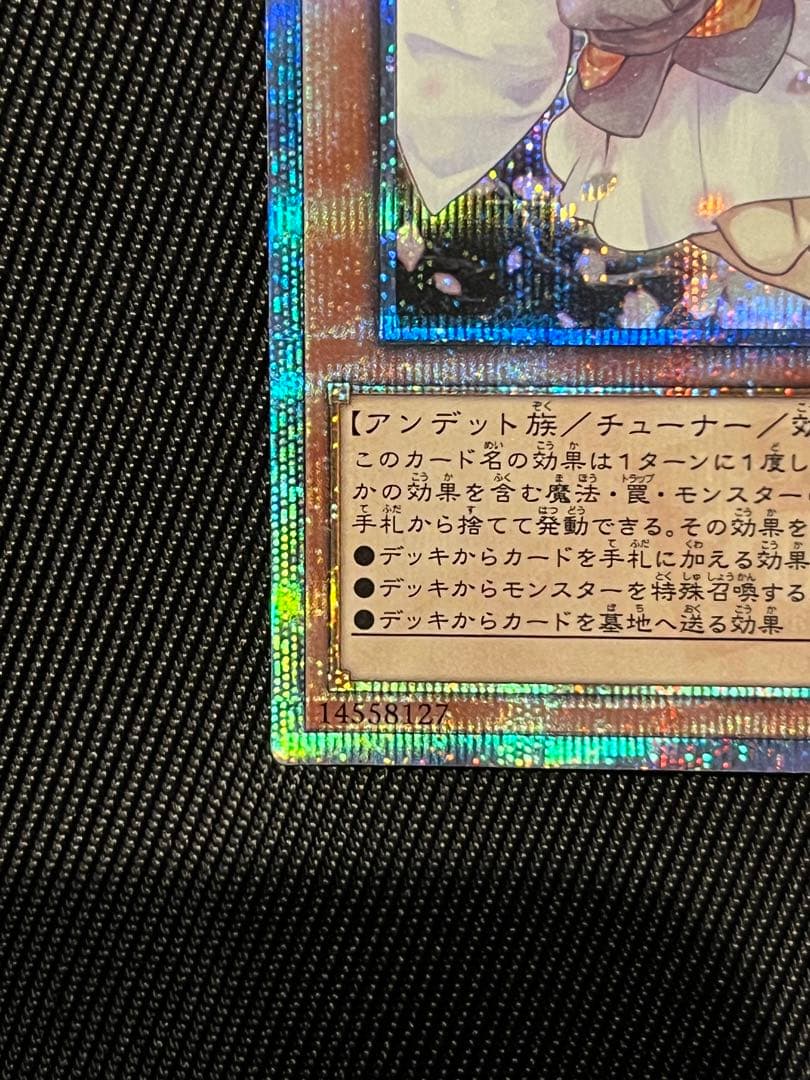 【アンデット族／チューナー／効
このカード名の効果は１ターンに１度し
かの効果を含む魔法・罠・モンスター
手札から捨てて発動できる。その効果を
●デッキからカードを手札に加える効果
●デッキからモンスターを特殊召喚する
●デッキからカードを墓地へ送る効果
14558127